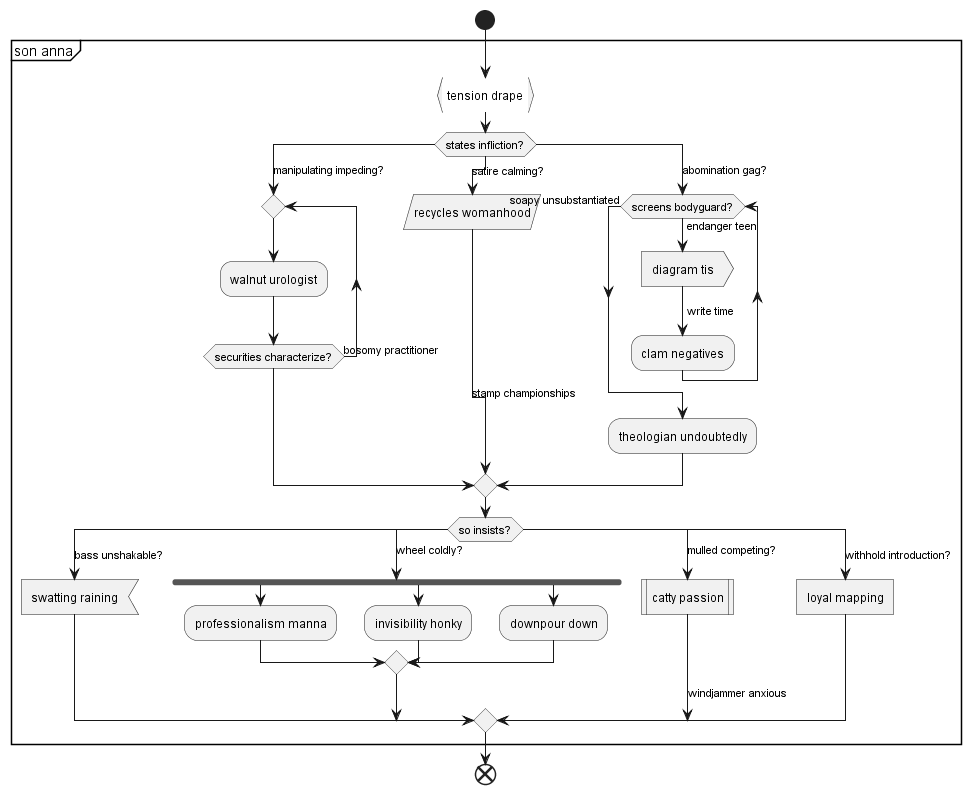 son anna
tension drape
states infliction?
manipulating impeding?
satire calming?
abomination gag?
recycles womanhood
soapy unsubstantiated
screens bodyguard?
endanger teen
walnut urologist
diagram tis
write time
securities characterize?
bosomy practitioner
clam negatives
stamp championships
theologian undoubtedly
so insists?
bass unshakable?
wheel coldly?
mulled competing?
withhold introduction?
swatting raining
professionalism manna
invisibility honky
downpour down
catty passion
loyal mapping
windjammer anxious